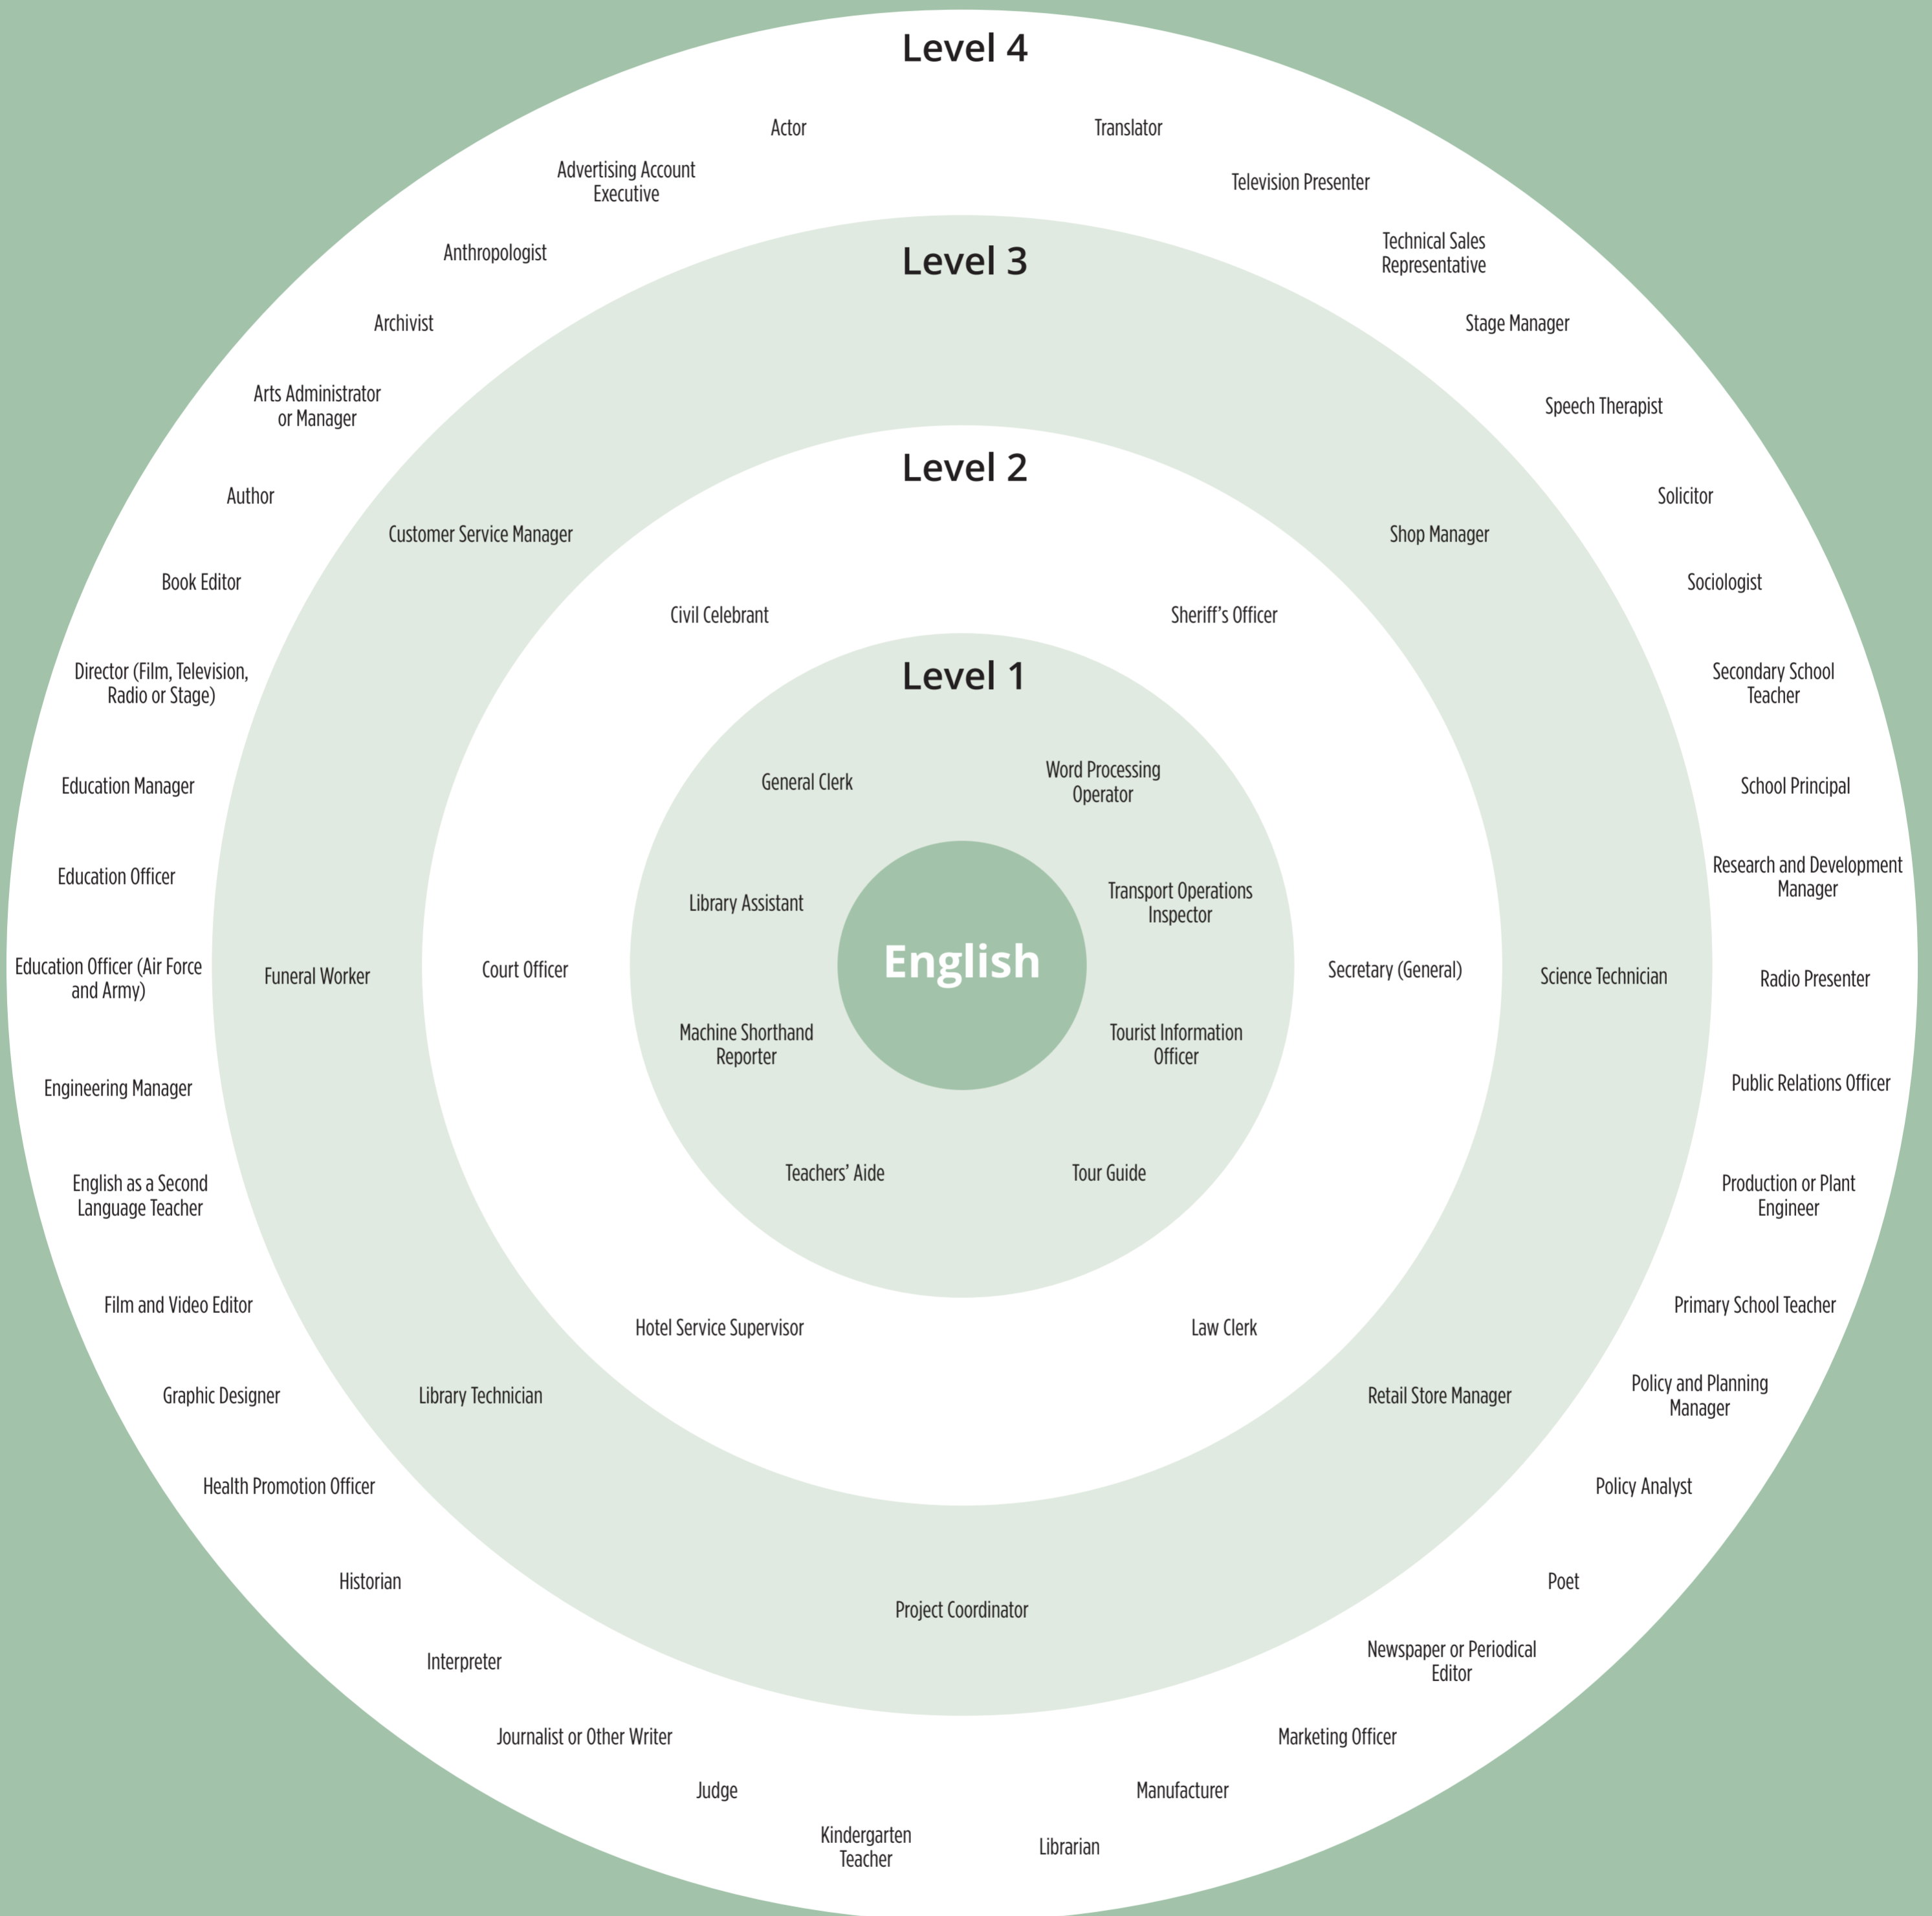 Level 4
Actor
Translator
Advertising Account
Executive
Television Presenter
Anthropologist
Technical Sales
Representative
Archivist
Stage Manager
Arts Administrator
or Manager
Speech Therapist
Author
Solicitor
Book Editor
Sociologist
Director (Film, Television,
Radio or Stage)
Secondary School
Teacher
Education Manager
School Principal
Education Officer
Research and Development
Manager
Education Officer (Air Force
and Army)
Radio Presenter
Engineering Manager
Public Relations Officer
English as a Second
Language Teacher
Production or Plant
Engineer
Film and Video Editor
Primary School Teacher
Graphic Designer
Policy and Planning
Manager
Health Promotion Officer
Policy Analyst
Historian
Poet
Interpreter
Newspaper or Periodical
Editor
Journalist or Other Writer
Marketing Officer
Judge
Manufacturer
Kindergarten
Teacher
Librarian
Level 3
Customer Service Manager
Shop Manager
Funeral Worker
Science Technician
Library Technician
Retail Store Manager
Project Coordinator
Level 2
Civil Celebrant
Sheriff’s Officer
Court Officer
Secretary (General)
Hotel Service Supervisor
Law Clerk
Level 1
General Clerk
Word Processing
Operator
Library Assistant
Transport Operations
Inspector
English
Machine Shorthand
Reporter
Tourist Information
Officer
Teachers’ Aide
Tour Guide